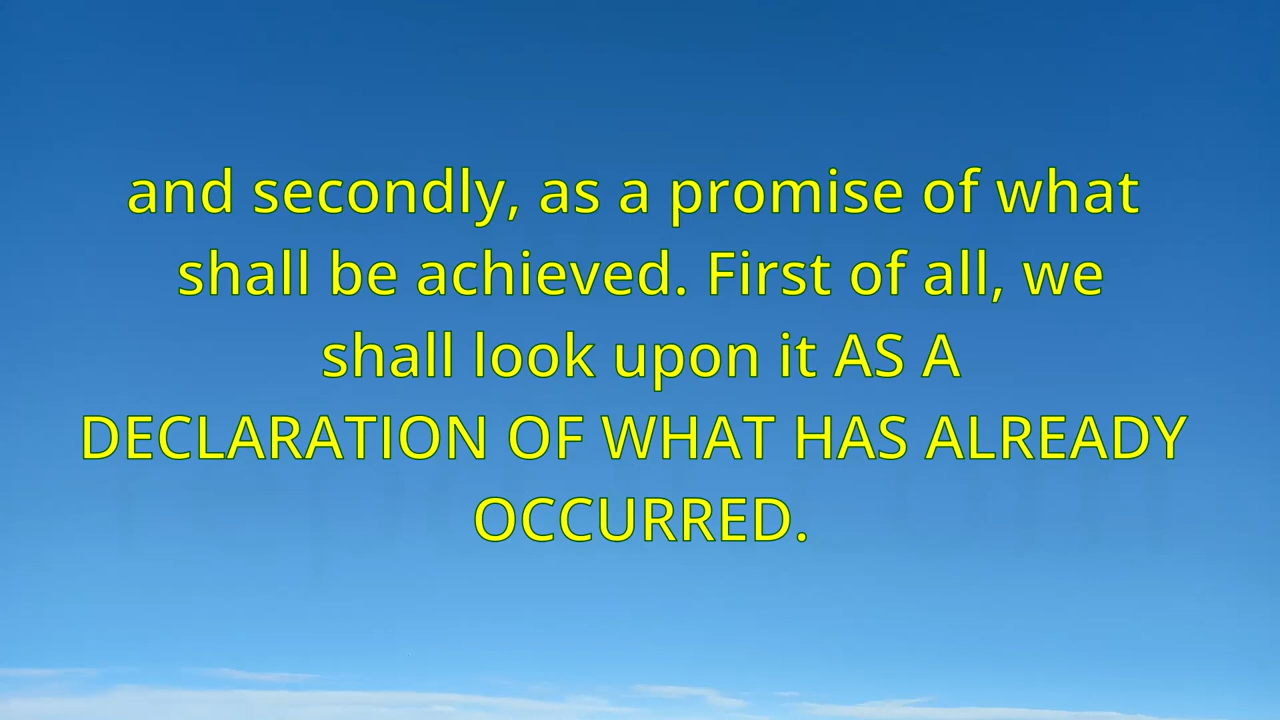 and secondly, as a promise of what
shall be achieved. First of all, we
shall look upon it AS A
DECLARATION OF WHAT HAS ALREADY
OCCURRED.